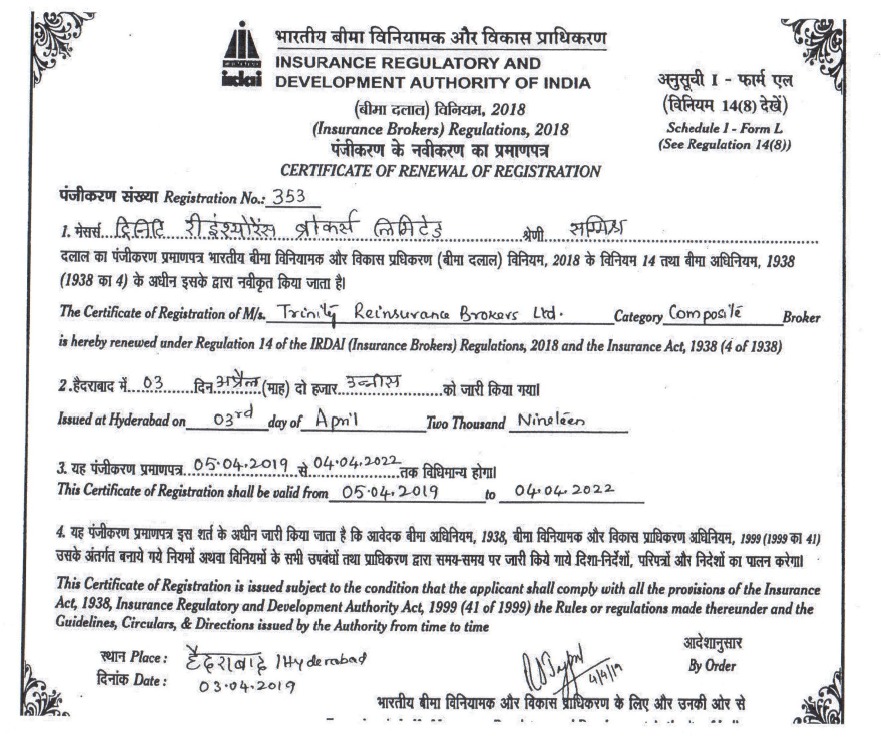 भारतीय बीमा विनियामक और विकास प्राधिकरण
INSURANCE REGULATORY AND
DEVELOPMENT AUTHORITY OF INDIA
irdai
(बीमा दलाल) विनियम, 2018
(Insurance Brokers) Regulations, 2018
पंजीकरण के नवीकरण का प्रमाणपत्र
CERTIFICATE OF RENEWAL OF REGISTRATION
अनुसूची I - फार्म एल
(विनियम 14(8) देखें)
Schedule I - Form L
(See Regulation 14(8))
पंजीकरण संख्या Registration No.: 353
1. मेसर्स ट्रिनिटि रीइंश्योरेंस ब्रोकर्स लिमिटेड श्रेणी सम्मिश्र
दलाल का पंजीकरण प्रमाणपत्र भारतीय बीमा विनियामक और विकास प्रधिकरण (बीमा दलाल) विनियम, 2018 के विनियम 14 तथा बीमा अधिनियम, 1938
(1938 का 4) के अधीन इसके द्वारा नवीकृत किया जाता है।
The Certificate of Registration of M/s. Trinity Reinsurance Brokers Ltd. Category Composite Broker
is hereby renewed under Regulation 14 of the IRDAI (Insurance Brokers) Regulations, 2018 and the Insurance Act, 1938 (4 of 1938)
2. हैदराबाद में 03 दिन अप्रैल (माह) दो हजार उन्नीस को जारी किया गया।
Issued at Hyderabad on 03rd day of April Two Thousand Nineteen
3. यह पंजीकरण प्रमाणपत्र 05.04.2019 से 04.04.2022 तक विधिमान्य होगा।
This Certificate of Registration shall be valid from 05.04.2019 to 04.04.2022
4. यह पंजीकरण प्रमाणपत्र इस शर्त के अधीन जारी किया जाता है कि आवेदक बीमा अधिनियम, 1938, बीमा विनियामक और विकास प्राधिकरण अधिनियम, 1999 (1999 का 41)
उसके अंतर्गत बनाये गये नियमों अथवा विनियमों के सभी उपबंधों तथा प्राधिकरण द्वारा समय-समय पर जारी किये गाये दिशा-निर्देशों, परिपत्रों और निदेशों का पालन करेगा।
This Certificate of Registration is issued subject to the condition that the applicant shall comply with all the provisions of the Insurance
Act, 1938, Insurance Regulatory and Development Authority Act, 1999 (41 of 1999) the Rules or regulations made thereunder and the
Guidelines, Circulars, & Directions issued by the Authority from time to time
आदेशानुसार
By Order
स्थान Place: हैदराबाद / Hyderabad
दिनांक Date: 03.04.2019
4/4/19
भारतीय बीमा विनियामक और विकास प्राधिकरण के लिए और उनकी ओर से